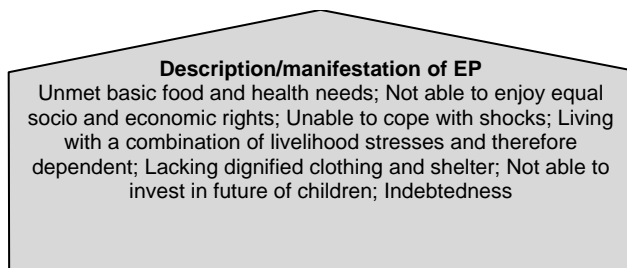 Description/manifestation of EP
Unmet basic food and health needs; Not able to enjoy equal
socio and economic rights; Unable to cope with shocks; Living
with a combination of livelihood stresses and therefore
dependent; Lacking dignified clothing and shelter; Not able to
invest in future of children; Indebtedness